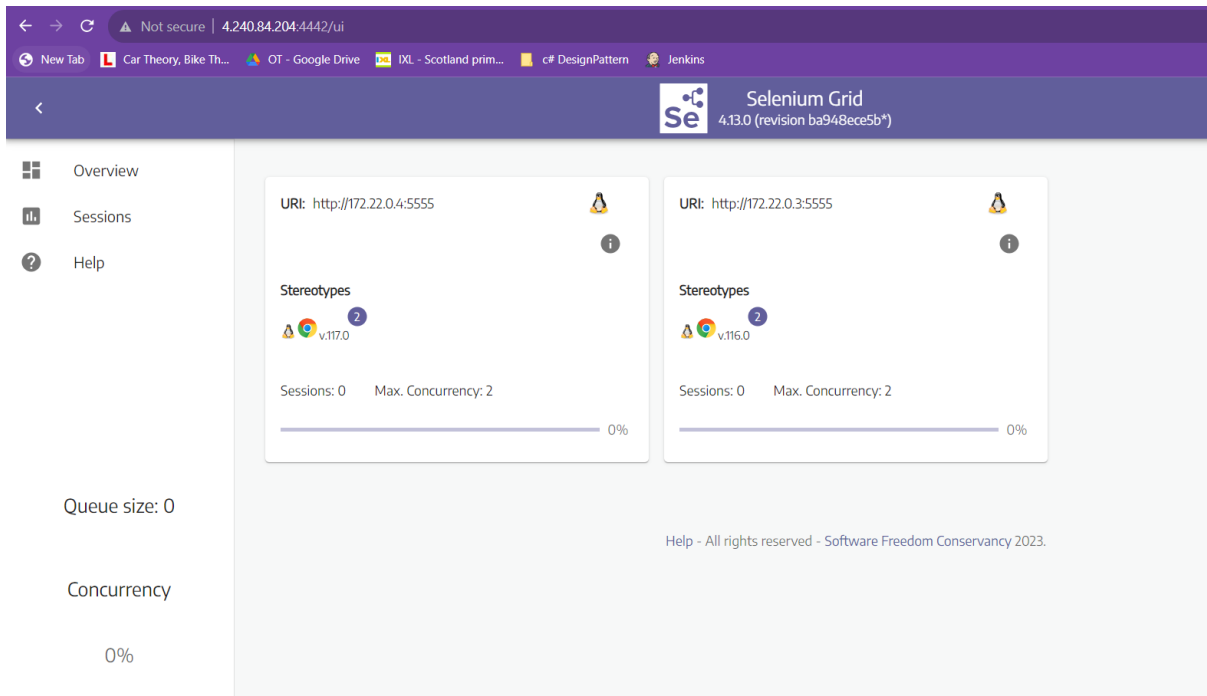 Not secure | 4.240.84.204:4442/ui
New Tab L Car Theory, Bike Th... OT - Google Drive IXL IXL - Scotland prim... c# DesignPattern Jenkins
Se Selenium Grid
4.13.0 (revision ba948ece5b*)
Overview
Sessions
Help
Queue size: 0
Concurrency
0%
URI: http://172.22.0.4:5555
Stereotypes
2
v.117.0
Sessions: 0 Max. Concurrency: 2
0%
URI: http://172.22.0.3:5555
Stereotypes
2
v.116.0
Sessions: 0 Max. Concurrency: 2
0%
Help - All rights reserved - Software Freedom Conservancy 2023.